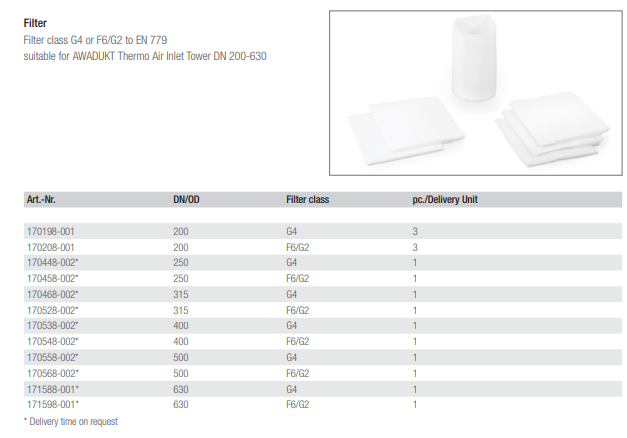 Filter
Filter class G4 or F6/G2 to EN 779
suitable for AWADUKT Thermo Air Inlet Tower DN 200-630
Art.-Nr. DN/OD Filter class pc./Delivery Unit
170198-001 200 G4 3
170208-001 200 F6/G2 3
170448-002* 250 G4 1
170458-002* 250 F6/G2 1
170468-002* 315 G4 1
170528-002* 315 F6/G2 1
170538-002* 400 G4 1
170548-002* 400 F6/G2 1
170558-002* 500 G4 1
170568-002* 500 F6/G2 1
171588-001* 630 G4 1
171598-001* 630 F6/G2 1
* Delivery time on request